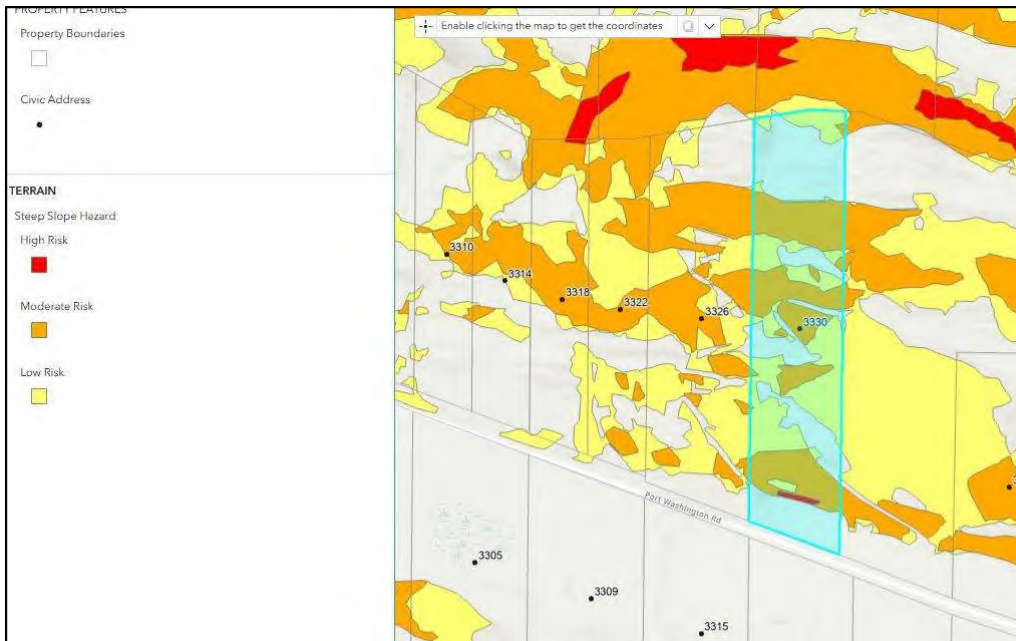 PROPERTY FEATURES
Property Boundaries
Civic Address
TERRAIN
Steep Slope Hazard
High Risk
Moderate Risk
Low Risk
Enable clicking the map to get the coordinates
3310
3314
3318
3322
3326
3330
Port Washington Rd
3305
3309
3315